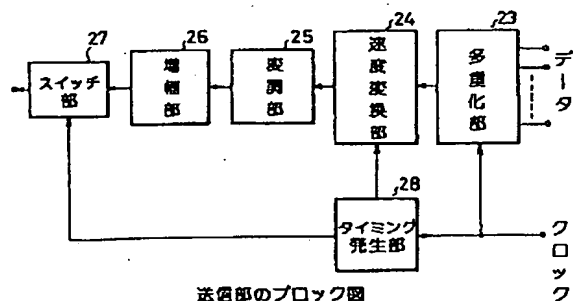 27
26
25
24
23
スイッチ部
増幅部
変調部
速度変換部
多重化部
データ
28
タイミング発生部
クロック
送信部のブロック図